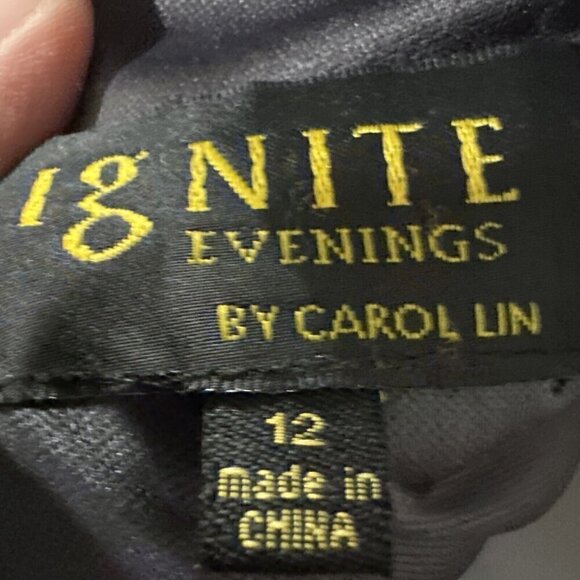 igNITE
EVENINGS
BY CAROL LIN
12
made in
CHINA